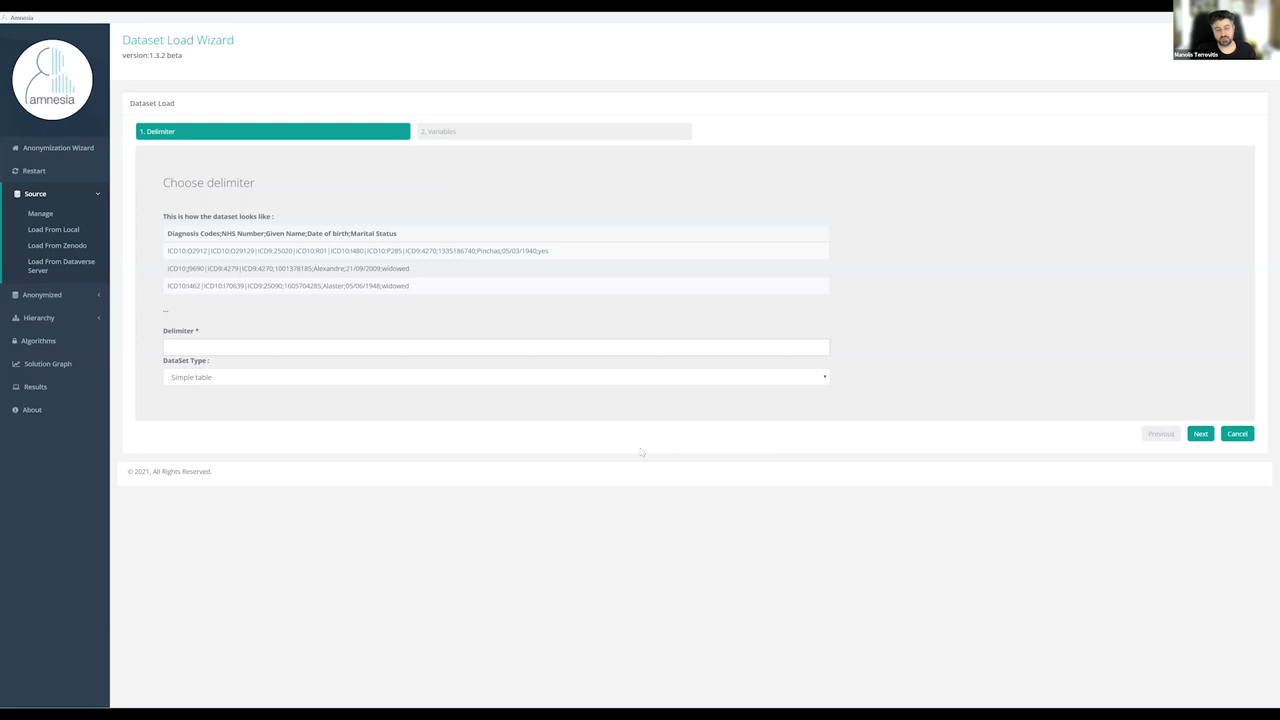 Amnesia
Manolis Terrovitis
amnesia
Anonymization Wizard
Restart
Source
Manage
Load From Local
Load From Zenodo
Load From Dataverse
Server
Anonymized
Hierarchy
Algorithms
Solution Graph
Results
About
Dataset Load Wizard
version:1.3.2 beta
Dataset Load
1. Delimiter
2. Variables
Choose delimiter
This is how the dataset looks like :
Diagnosis Codes;NHS Number;Given Name;Date of birth;Marital Status
ICD10:O2912|ICD10:O29129|ICD9:25020|ICD10:R01|ICD10:I480|ICD10:P285|ICD9:4270;1335186740;Pinchas;05/03/1940;yes
ICD10:J9690|ICD9:4279|ICD9:4270;1001378185;Alexandre;21/09/2009;widowed
ICD10:I462|ICD10:I70639|ICD9:25090;1605704285;Alaster;05/06/1948;widowed
...
Delimiter *
DataSet Type :
Simple table
Previous
Next
Cancel
© 2021, All Rights Reserved.